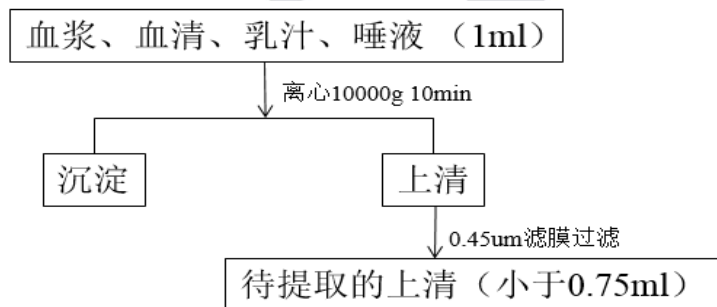 血浆、血清、乳汁、唾液 （1ml）
离心10000g 10min
沉淀
上清
0.45um滤膜过滤
待提取的上清（小于0.75ml）